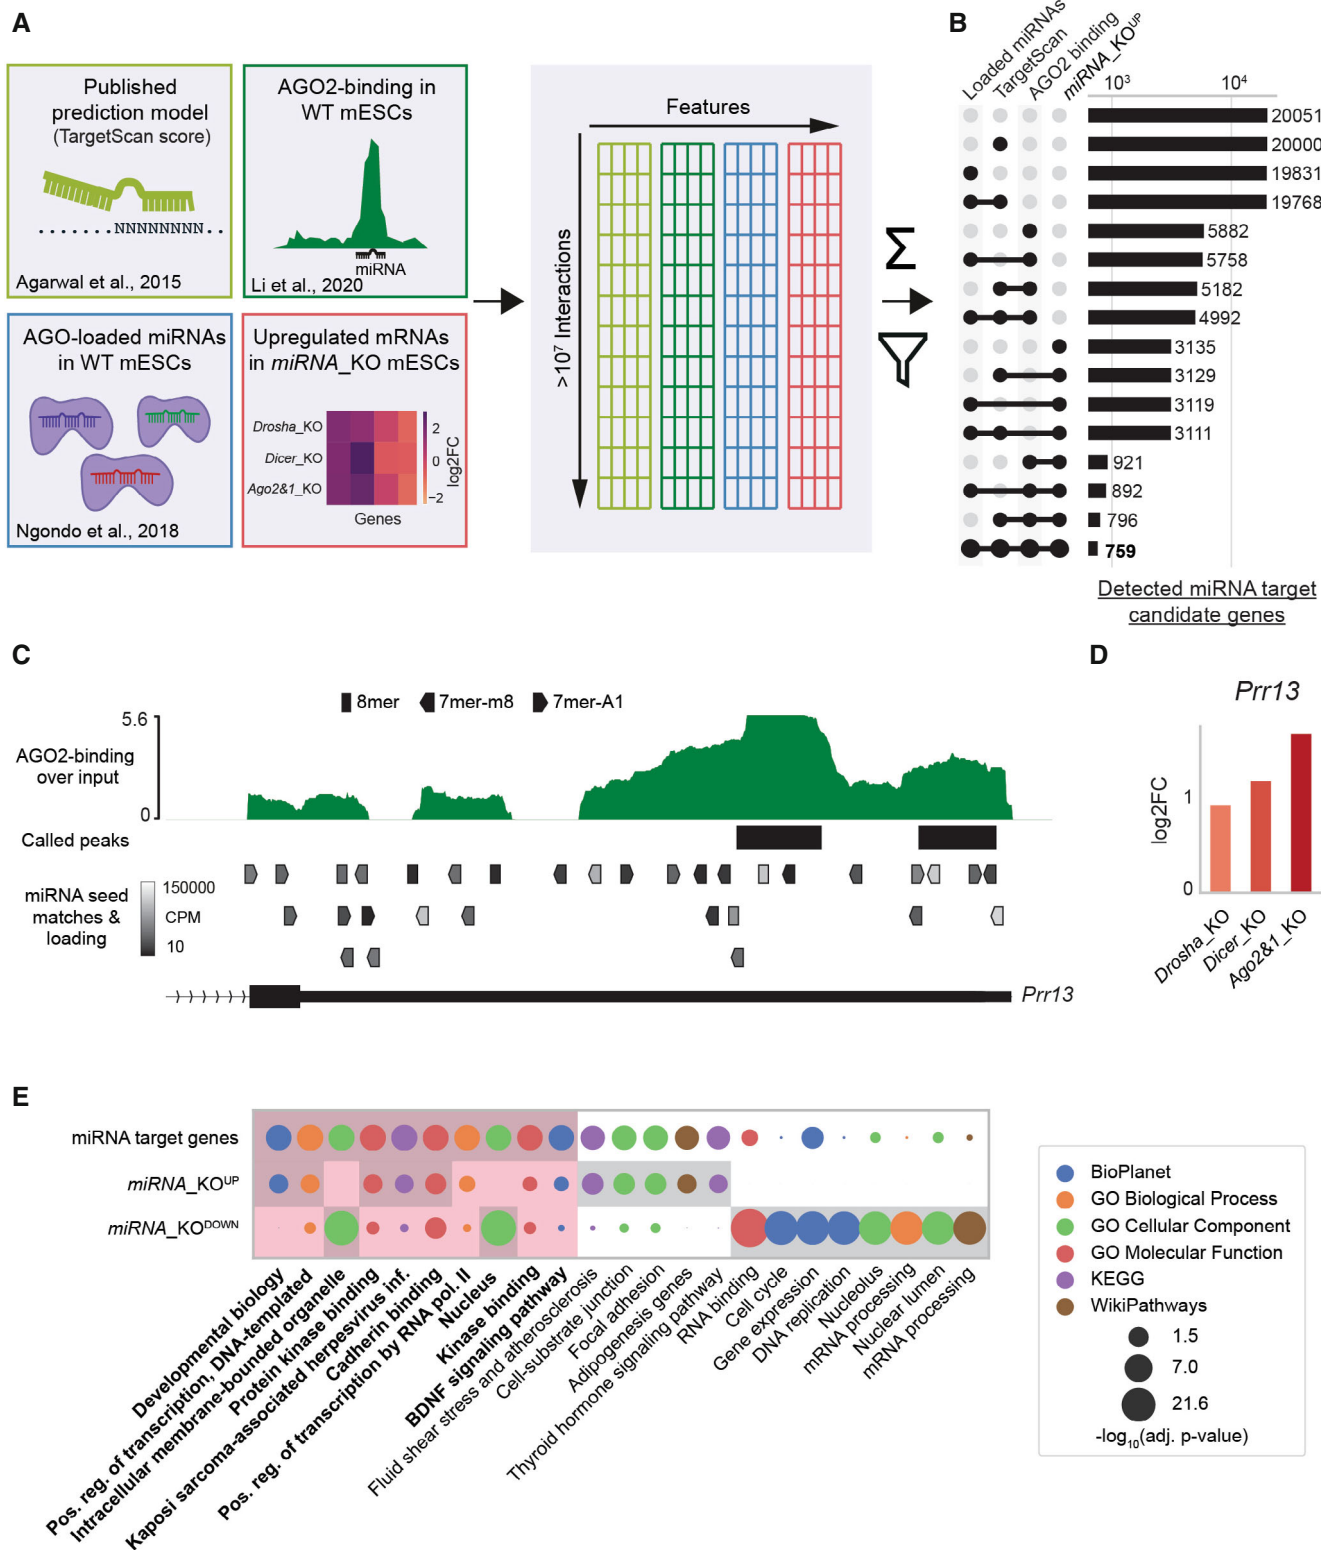 A
Published
prediction model
(TargetScan score)
.......NNNNNNNN..
Agarwal et al., 2015
AGO2-binding in
WT mESCs
miRNA
Li et al., 2020
AGO-loaded miRNAs
in WT mESCs
Ngondo et al., 2018
Upregulated mRNAs
in miRNA_KO mESCs
Drosha_KO
Dicer_KO
Ago2&1_KO
2
0
−2
log2FC
Genes
Features
>10⁷ Interactions
Σ
B
Loaded miRNAs
TargetScan
AGO2 binding
miRNA_KOᵁᴾ
10³
10⁴
20051
20000
19831
19768
5882
5758
5182
4992
3135
3129
3119
3111
921
892
796
759
Detected miRNA target
candidate genes
C
8mer
7mer-m8
7mer-A1
5.6
AGO2-binding
over input
0
Called peaks
miRNA seed
matches &
loading
150000
CPM
10
Prr13
D
Prr13
log2FC
1
0
Drosha_KO
Dicer_KO
Ago2&1_KO
E
miRNA target genes
miRNA_KOᵁᴾ
miRNA_KOᴰᴼᵂᴺ
Developmental biology
Pos. reg. of transcription, DNA-templated
Intracellular membrane-bounded organelle
Protein kinase binding
Kaposi sarcoma-associated herpesvirus inf.
Cadherin binding
Pos. reg. of transcription by RNA pol. II
Nucleus
Kinase binding
BDNF signaling pathway
Fluid shear stress and atherosclerosis
Cell-substrate junction
Focal adhesion
Adipogenesis genes
Thyroid hormone signaling pathway
RNA binding
Cell cycle
Gene expression
DNA replication
Nucleolus
mRNA processing
Nuclear lumen
mRNA processing
BioPlanet
GO Biological Process
GO Cellular Component
GO Molecular Function
KEGG
WikiPathways
1.5
7.0
21.6
-log₁₀(adj. p-value)